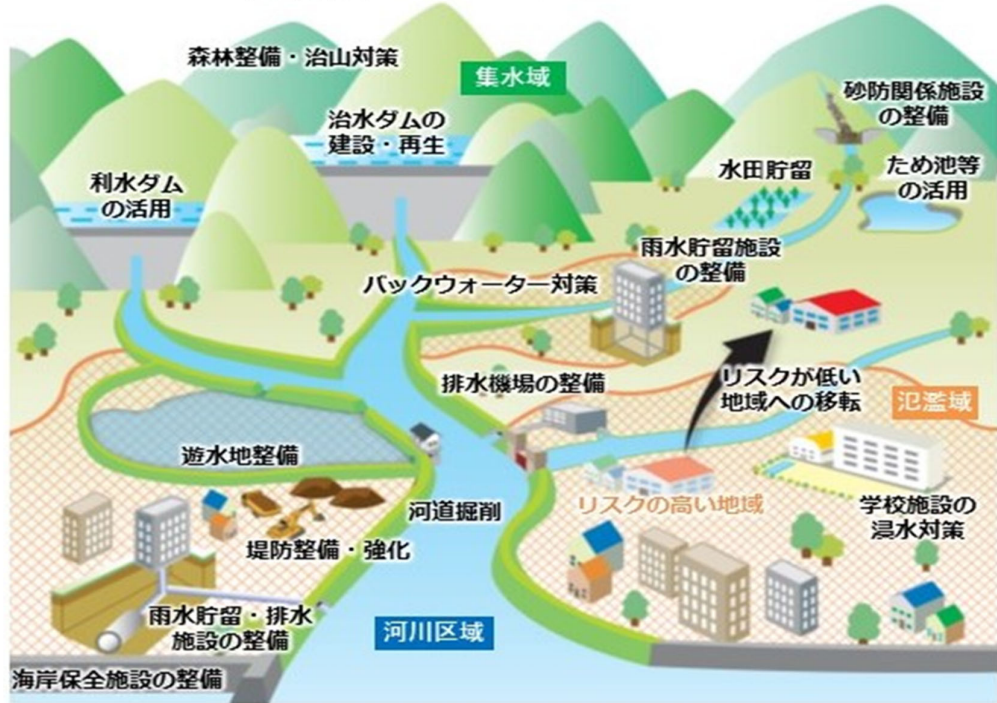 森林整備・治山対策
集水域
砂防関係施設
の整備
治水ダムの
建設・再生
水田貯留
ため池等
の活用
利水ダム
の活用
雨水貯留施設
の整備
バックウォーター対策
排水機場の整備
リスクが低い
地域への移転
氾濫域
遊水地整備
リスクの高い地域
学校施設の
浸水対策
河道掘削
堤防整備・強化
雨水貯留・排水
施設の整備
河川区域
海岸保全施設の整備